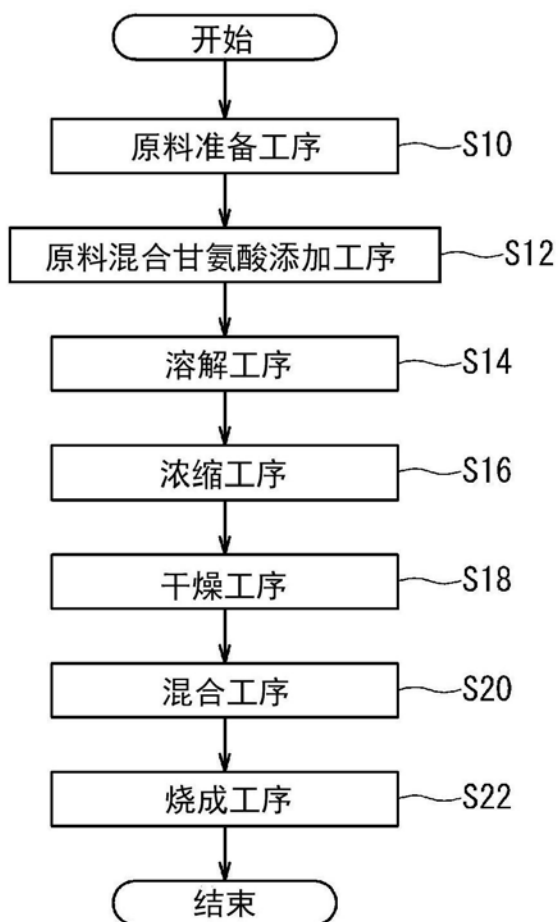 开始
原料准备工序 S10
原料混合甘氨酸添加工序 S12
溶解工序 S14
浓缩工序 S16
干燥工序 S18
混合工序 S20
烧成工序 S22
结束